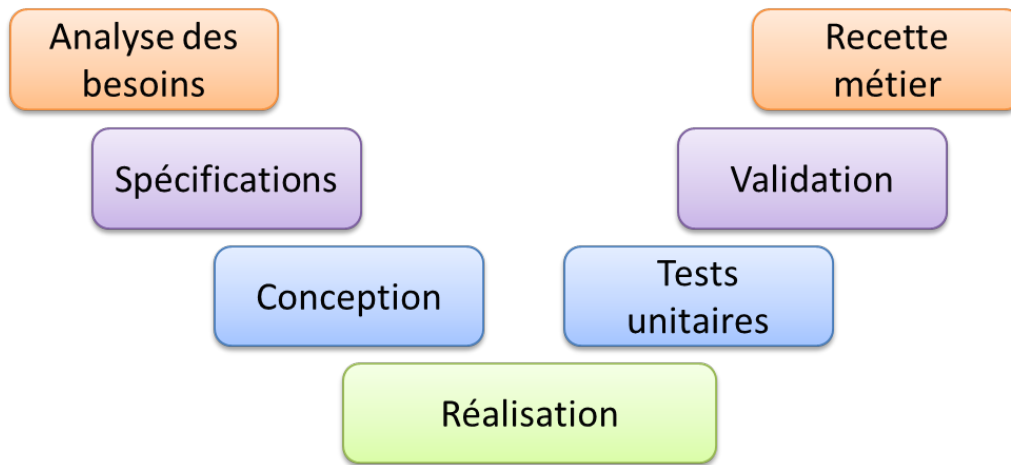 Analyse des
besoins
Recette
métier
Spécifications
Validation
Conception
Tests
unitaires
Réalisation